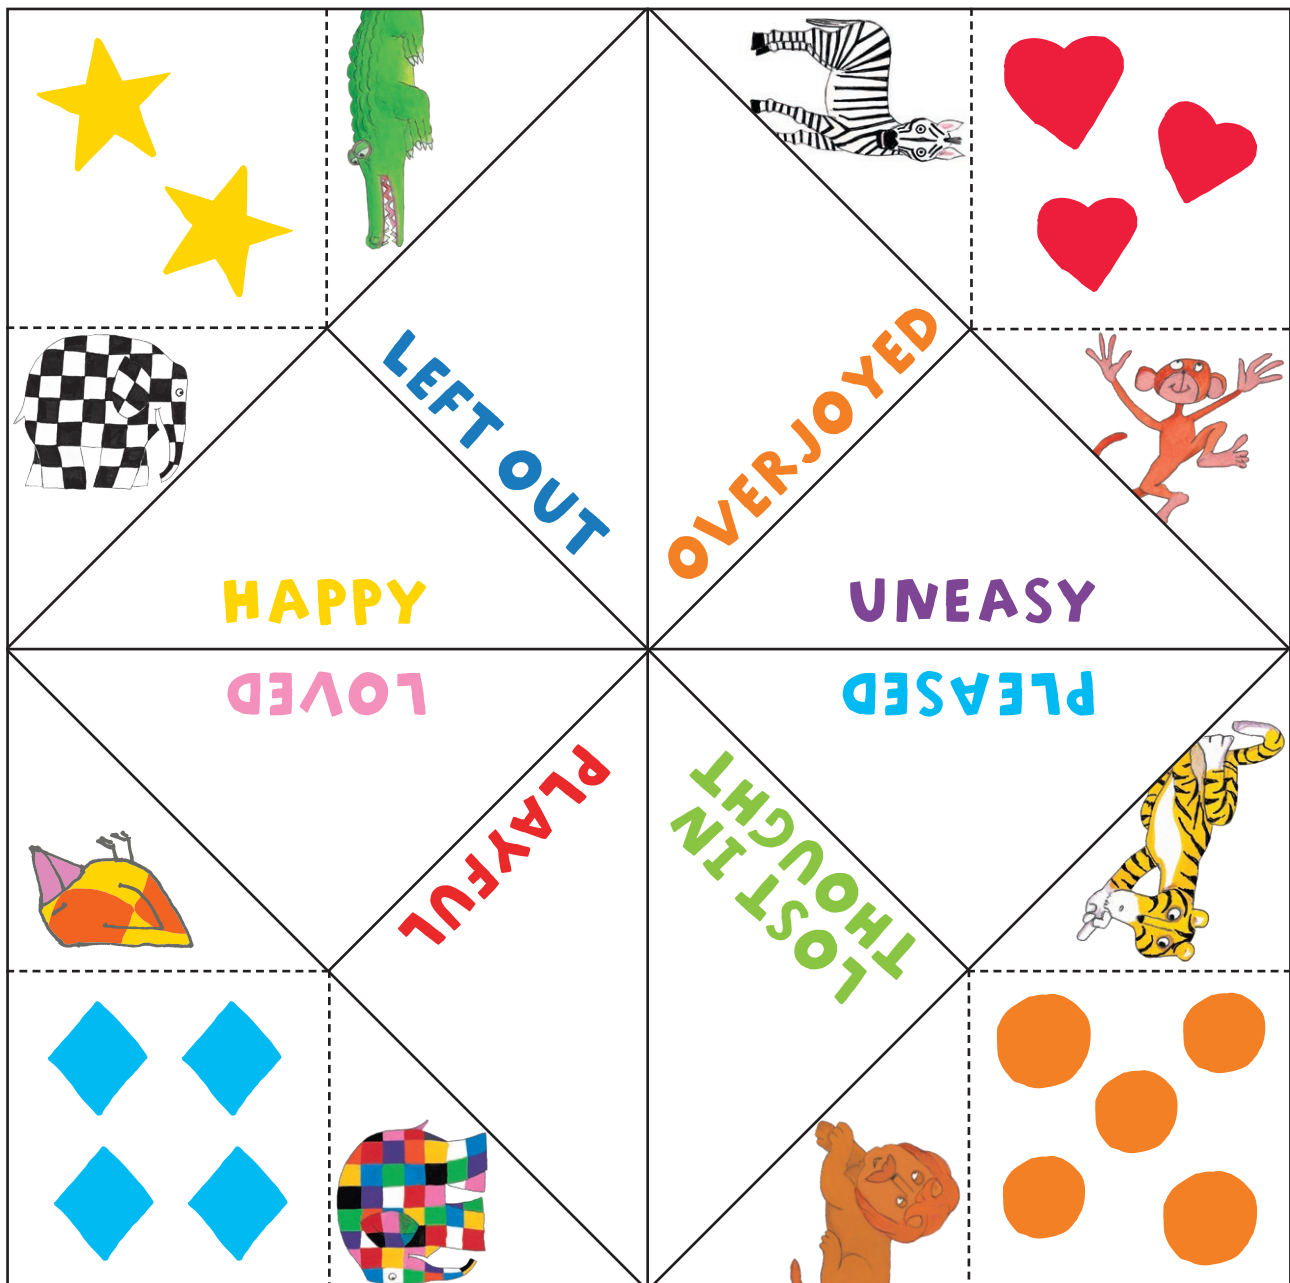 LEFT OUT
OVERJOYED
HAPPY
UNEASY
LOVED
PLEASED
PLAYFUL
LOST IN
THOUGHT